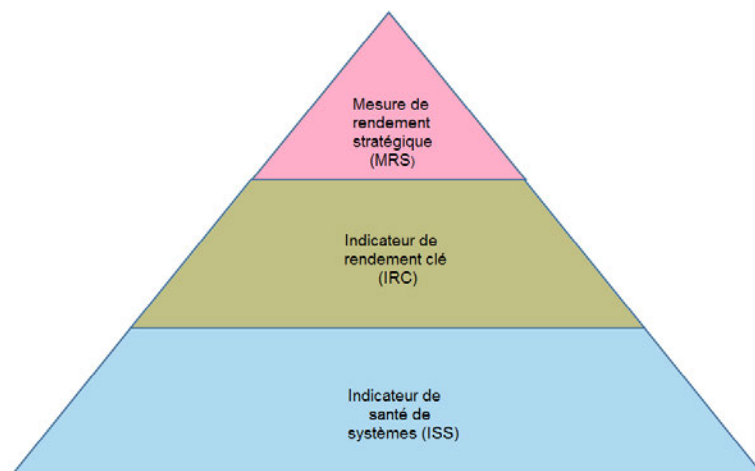 Mesure de
rendement
stratégique
(MRS)
Indicateur de
rendement clé
(IRC)
Indicateur de
santé de
systèmes (ISS)